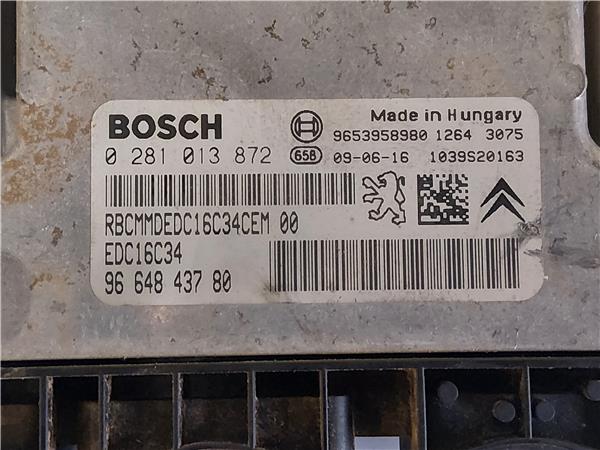 BOSCH
Made in Hungary
9653958980 1264 3075
0 281 013 872 658 09-06-16 1039S20163
RBCMMDEDC16C34CEM 00
EDC16C34
96 648 437 80